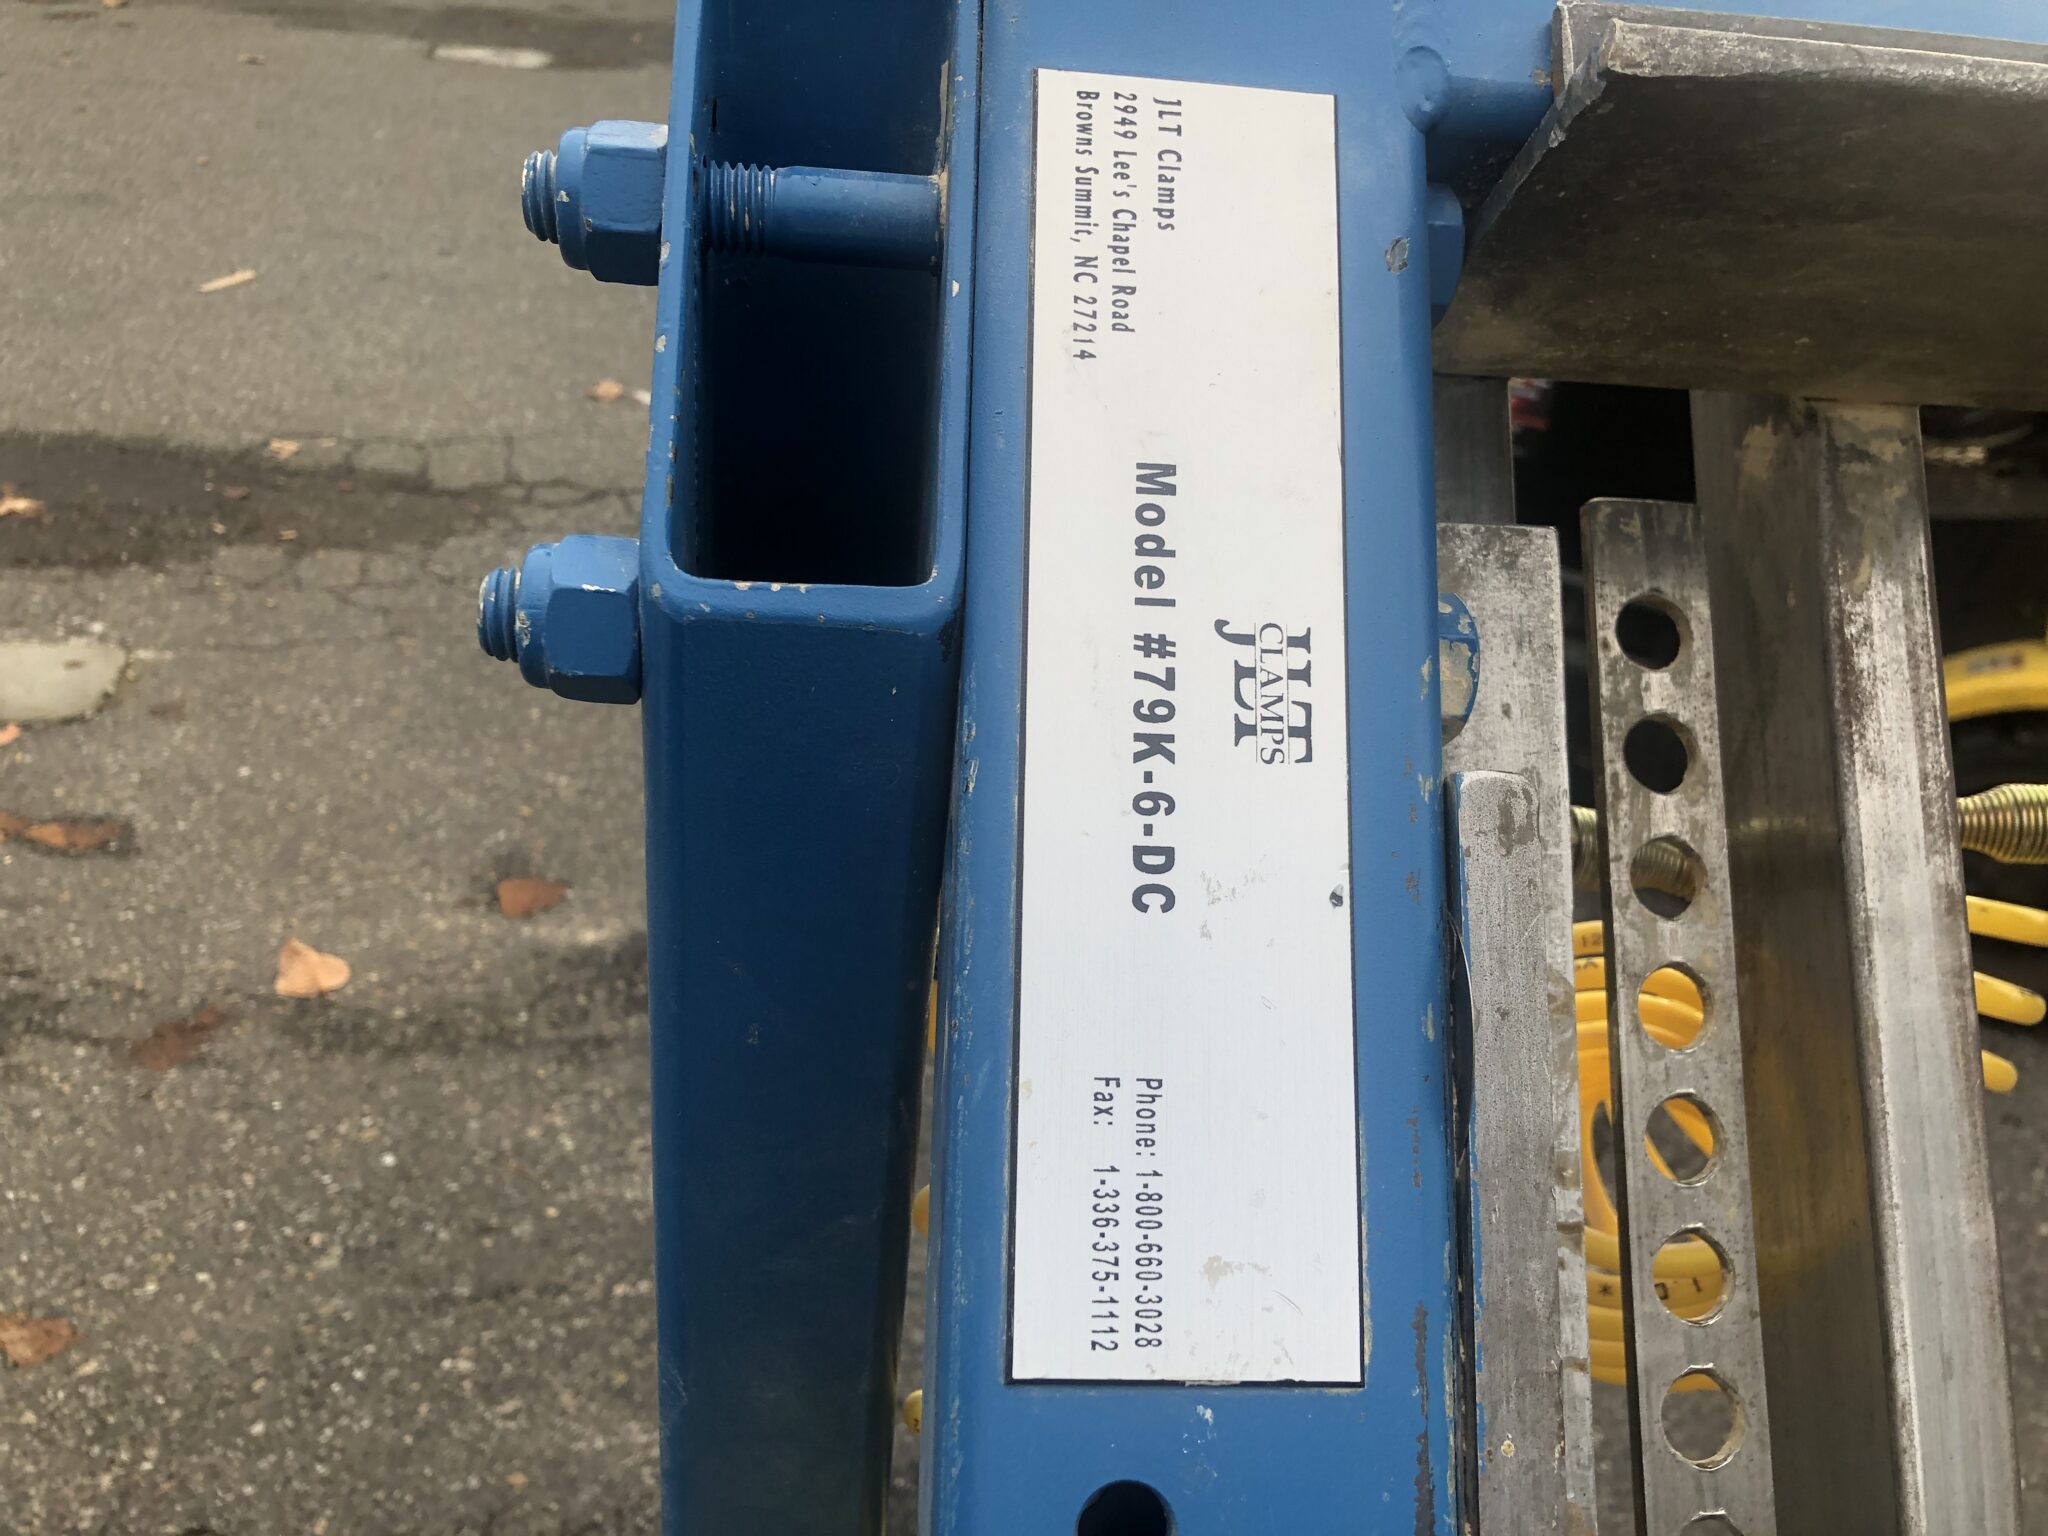 JLT
CLAMPS
JLT Clamps
2949 Lee's Chapel Road
Browns Summit, NC 27214
Model #79K-6-DC
Phone: 1-800-660-3028
Fax: 1-336-375-1112